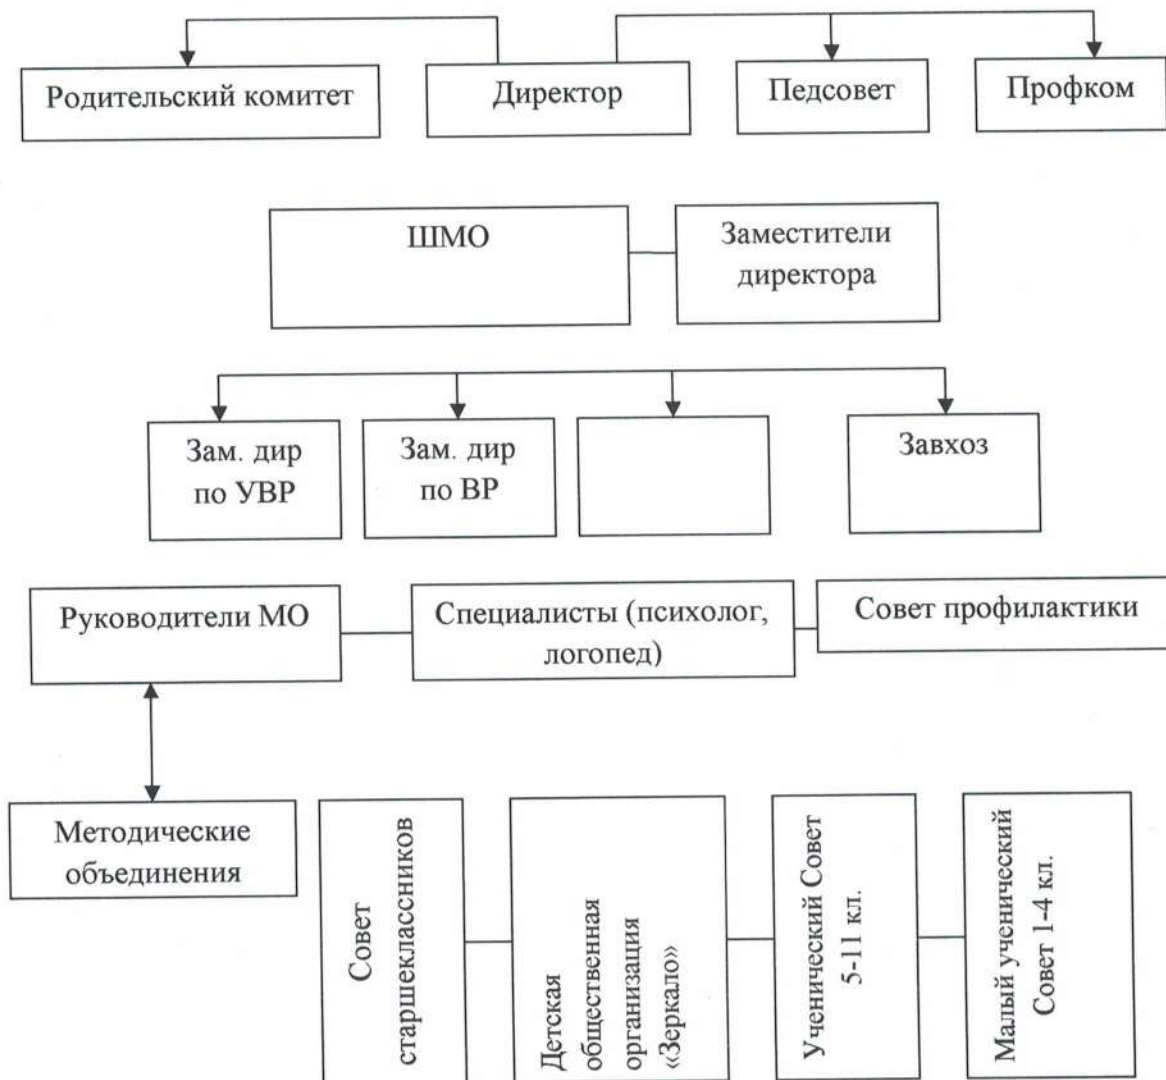 Родительский комитет
Директор
Педсовет
Профком
ШМО
Заместители
директора
Зам. дир
по УВР
Зам. дир
по ВР
Завхоз
Руководители МО
Специалисты (психолог,
логопед)
Совет профилактики
Методические
объединения
Совет
старшеклассников
Детская
общественная
организация
«Зеркало»
Ученический Совет
5-11 кл.
Малый ученический
Совет 1-4 кл.